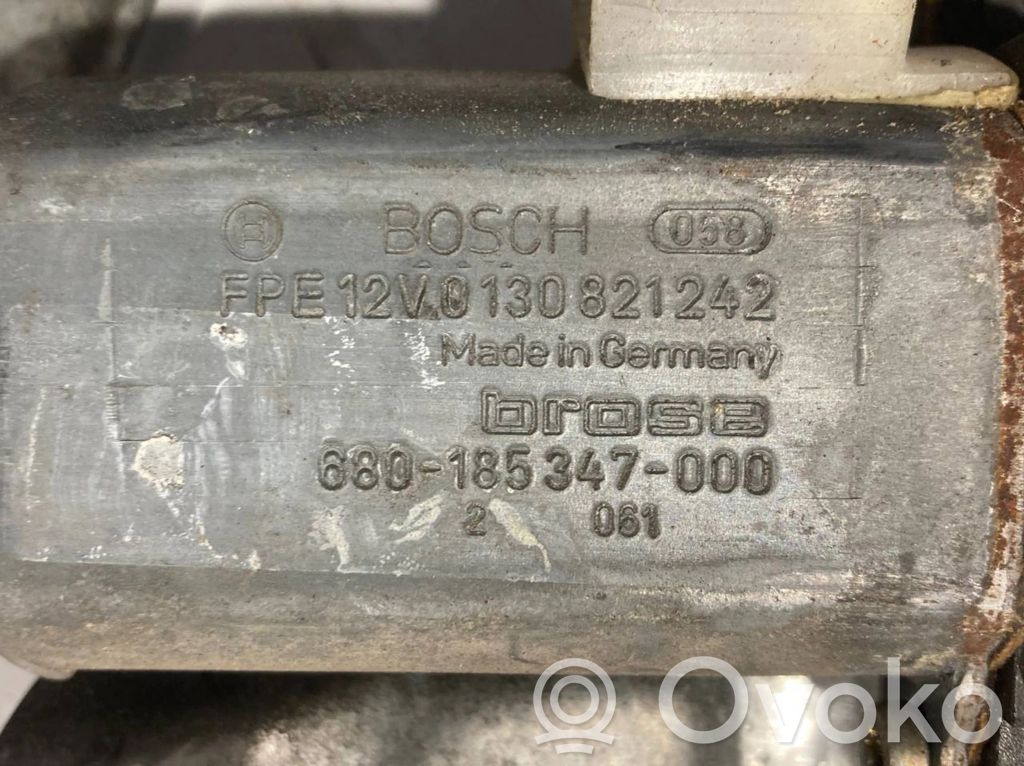 BOSCH 058
FPE 12V. 0 130 821 242
Made in Germany
brose
680-185 347-000
2 061
Ovoko